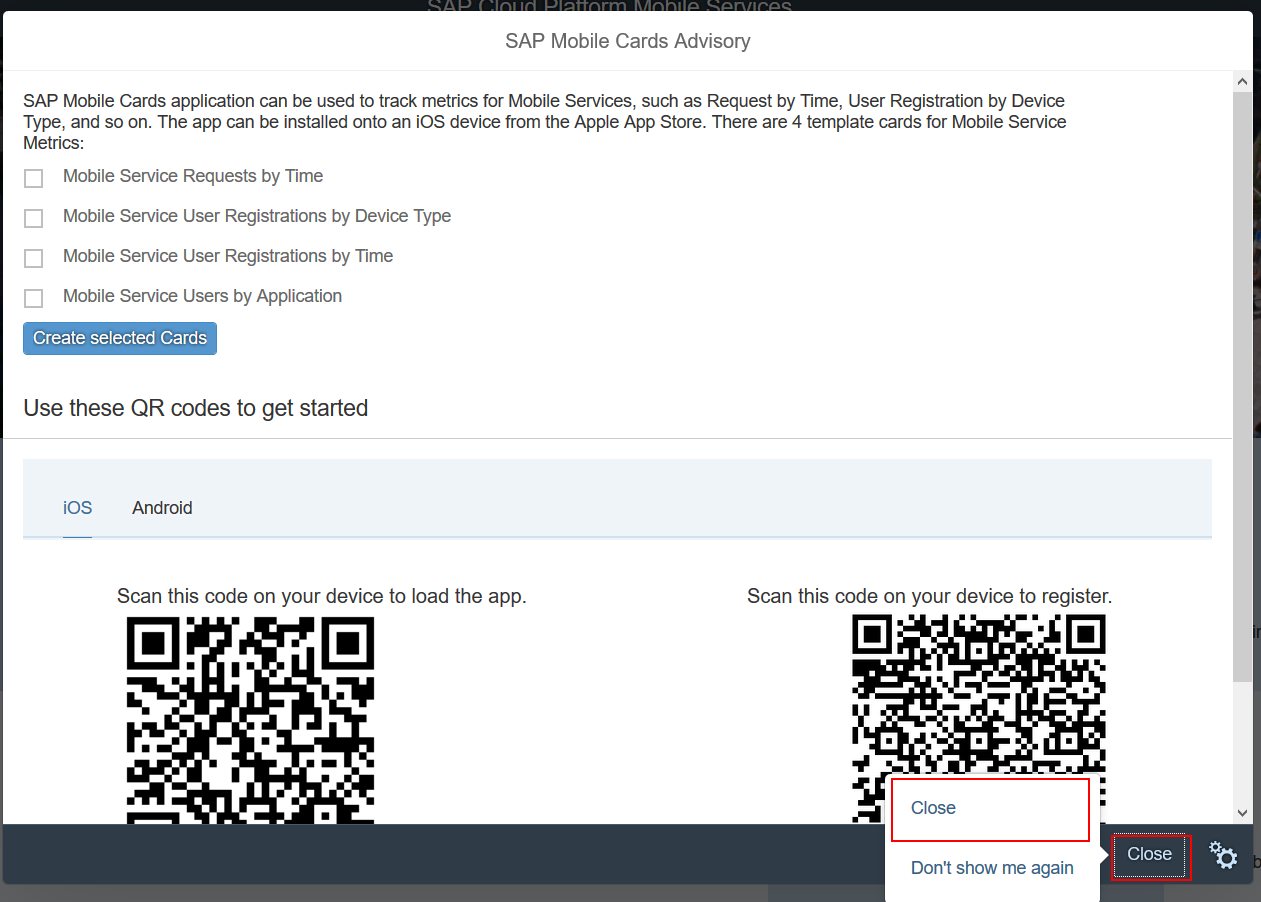 SAP Cloud Platform Mobile Services
SAP Mobile Cards Advisory
SAP Mobile Cards application can be used to track metrics for Mobile Services, such as Request by Time, User Registration by Device
Type, and so on. The app can be installed onto an iOS device from the Apple App Store. There are 4 template cards for Mobile Service
Metrics:
Mobile Service Requests by Time
Mobile Service User Registrations by Device Type
Mobile Service User Registrations by Time
Mobile Service Users by Application
Create selected Cards
Use these QR codes to get started
iOS Android
Scan this code on your device to load the app. Scan this code on your device to register.
Close
Close
Don't show me again